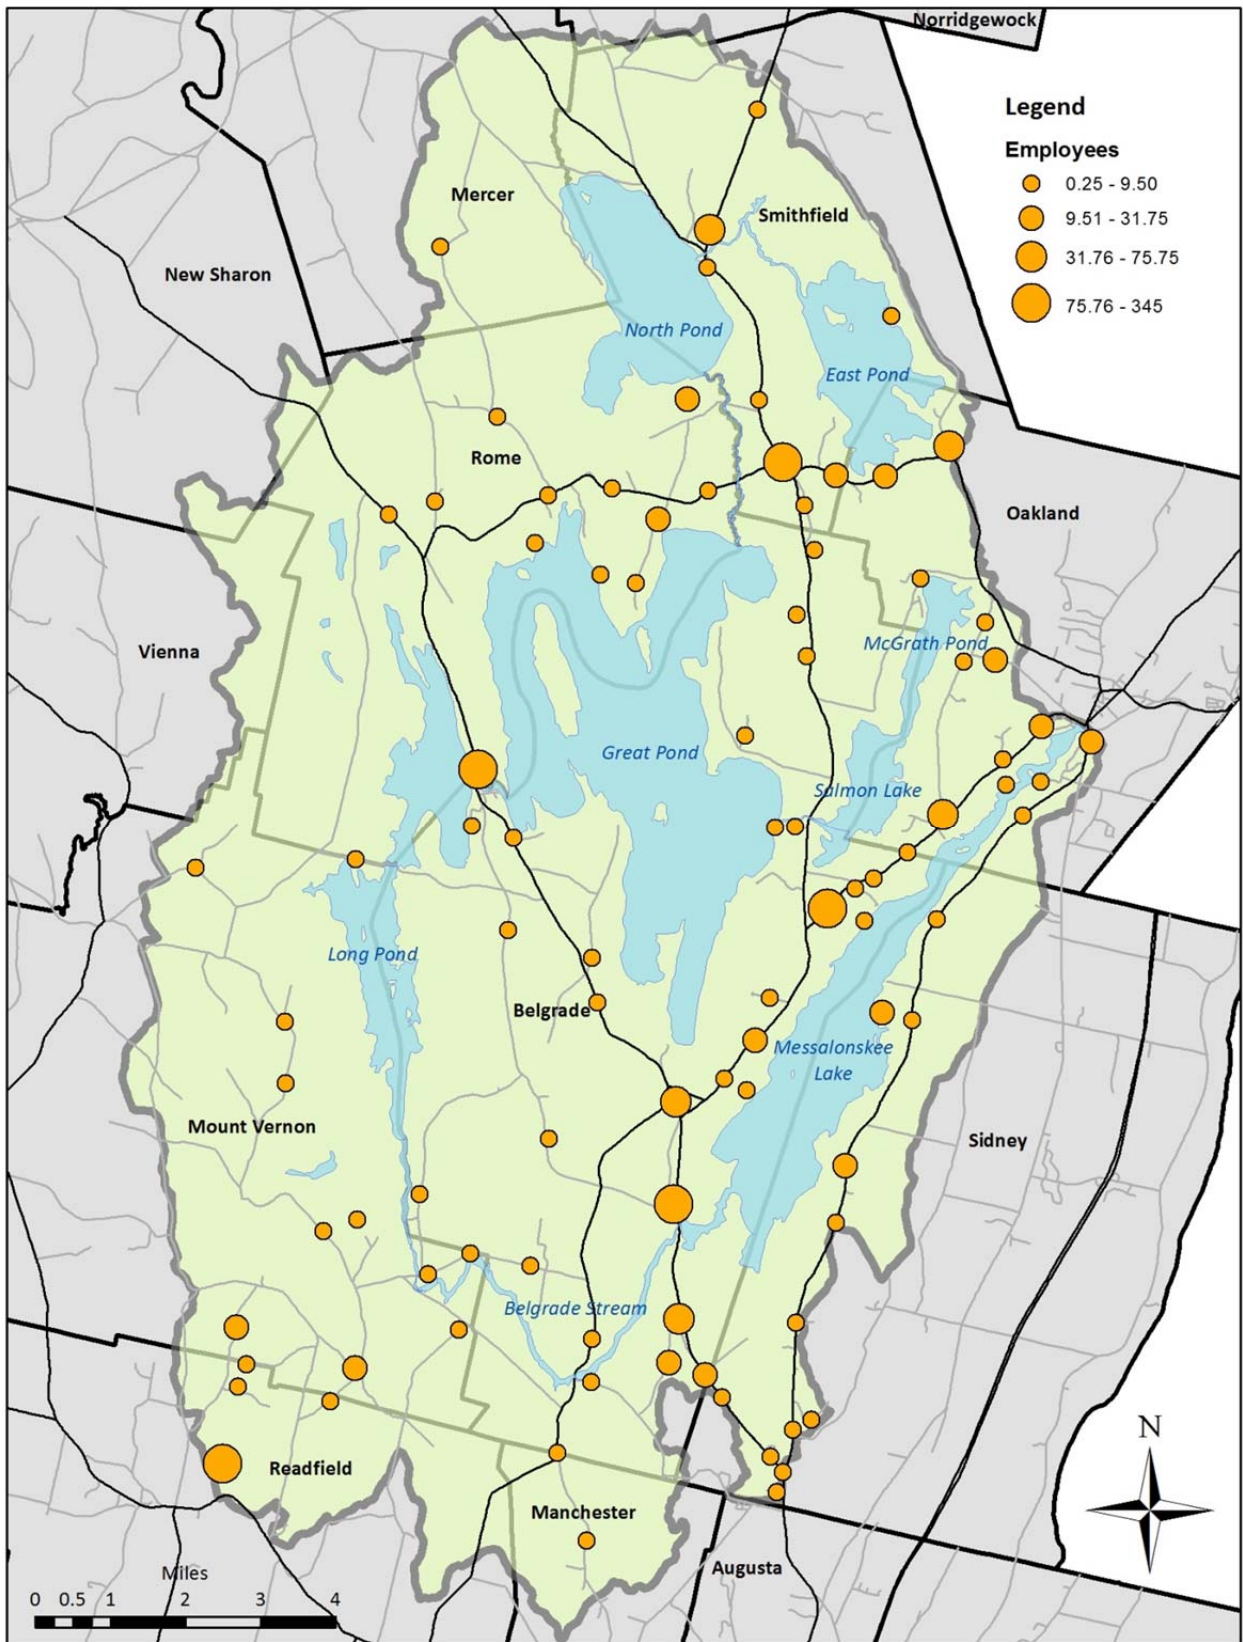 Norridgewock
Legend
Employees
0.25 - 9.50
9.51 - 31.75
31.76 - 75.75
75.76 - 345
Mercer
Smithfield
New Sharon
North Pond
East Pond
Rome
Oakland
Vienna
McGrath Pond
Great Pond
Salmon Lake
Long Pond
Belgrade
Messalonskee
Lake
Mount Vernon
Sidney
Belgrade Stream
N
Readfield
Manchester
Augusta
Miles
0 0.5 1 2 3 4